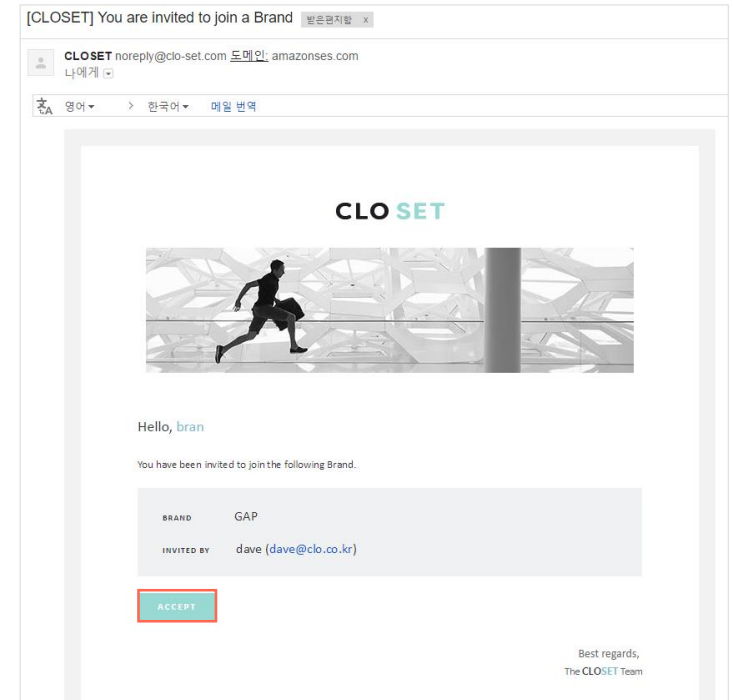 [CLOSET] You are invited to join a Brand 받은편지함 x
CLOSET noreply@clo-set.com 도메인: amazonses.com
나에게
영어 > 한국어 메일 번역
CLO SET
Hello, bran
You have been invited to join the following Brand.
BRAND GAP
INVITED BY dave (dave@clo.co.kr)
ACCEPT
Best regards,
The CLOSET Team